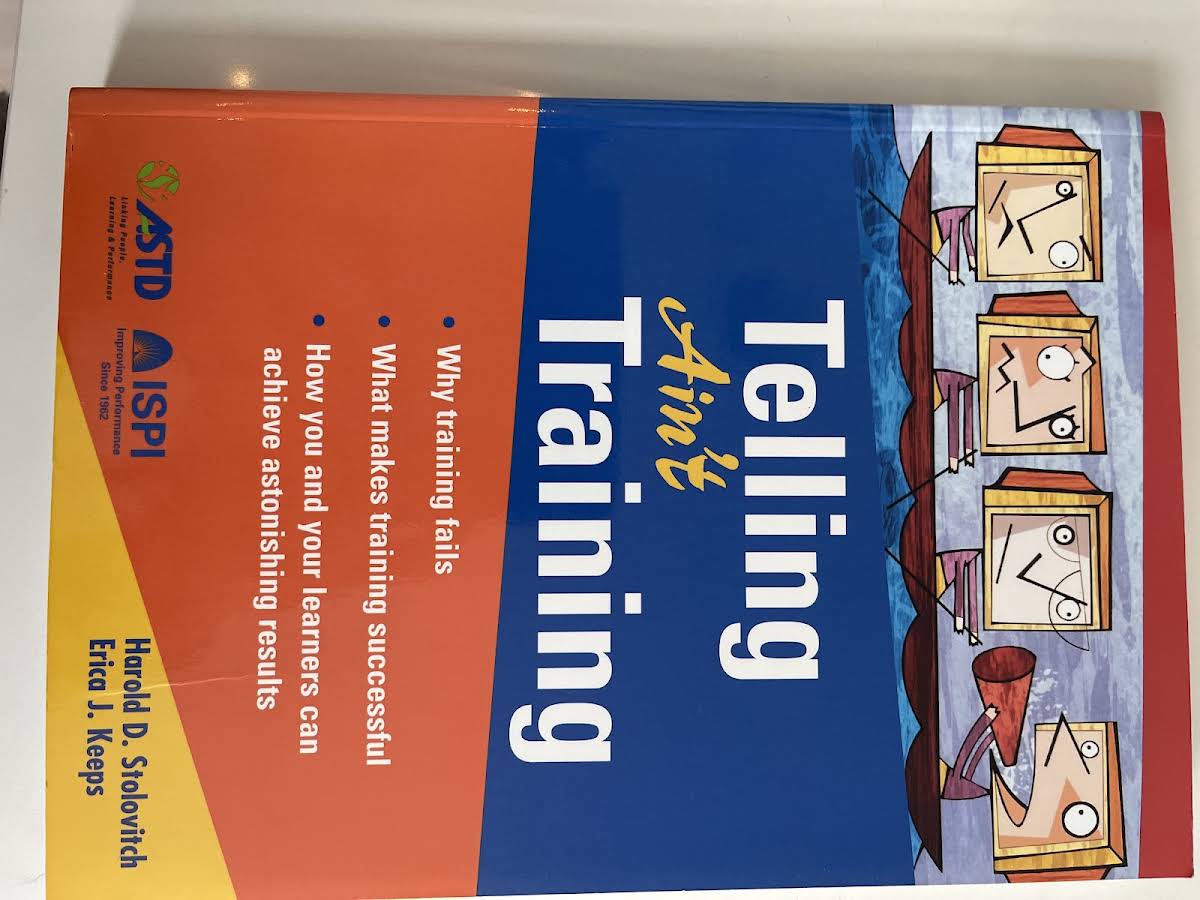 Telling
Ain't
Training
• Why training fails
• What makes training successful
• How you and your learners can
achieve astonishing results
ASTD
Linking People,
Learning & Performance
ISPI
Improving Performance
Since 1962
Harold D. Stolovitch
Erica J. Keeps